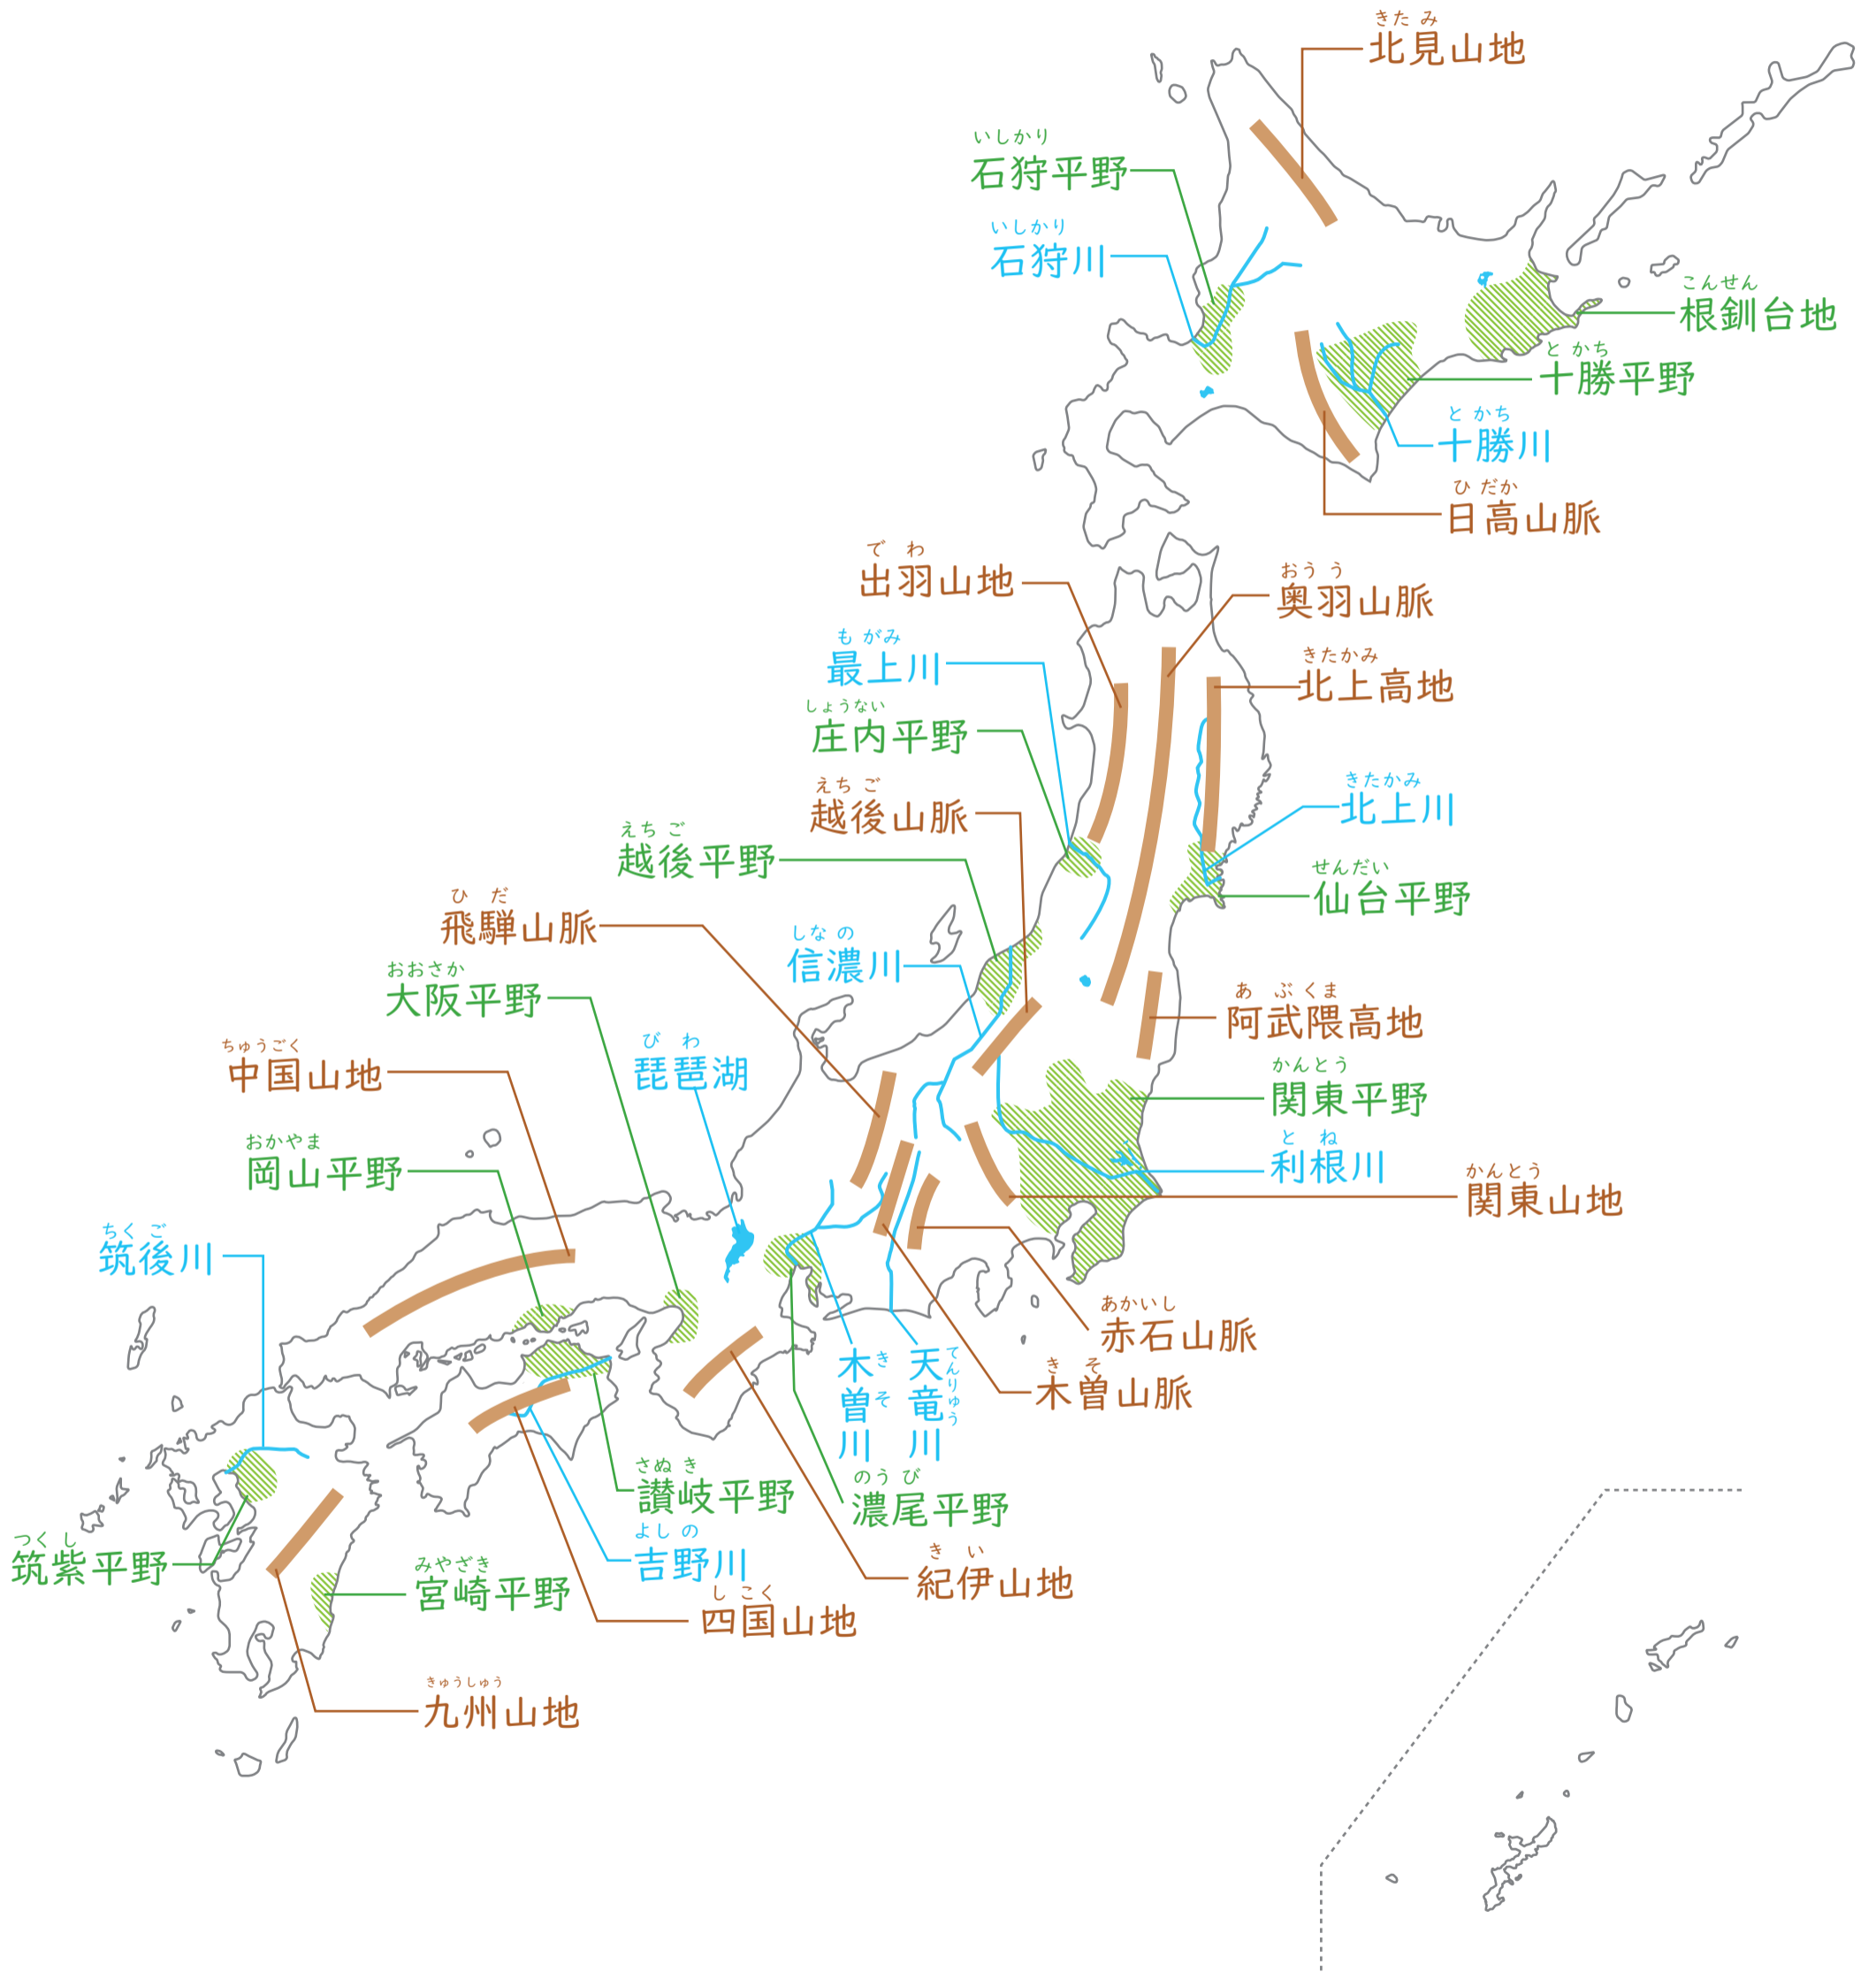 きたみ
北見山地
いしかり
石狩平野
いしかり
石狩川
こんせん
根釧台地
とかち
十勝平野
とかち
十勝川
ひだか
日高山脈
でわ
出羽山地
おうう
奥羽山脈
もがみ
最上川
きたかみ
北上高地
しょうない
庄内平野
えちご
越後山脈
きたかみ
北上川
えちご
越後平野
せんだい
仙台平野
ひだ
飛騨山脈
しなの
信濃川
おおさか
大阪平野
あぶくま
阿武隈高地
ちゅうごく
中国山地
びわ
琵琶湖
かんとう
関東平野
おかやま
岡山平野
とね
利根川
かんとう
関東山地
ちくご
筑後川
あかいし
赤石山脈
きそ
木曽川
てんりゅう
天竜川
きそ
木曽山脈
さぬき
讃岐平野
のうび
濃尾平野
よしの
吉野川
つくし
筑紫平野
みやざき
宮崎平野
きい
紀伊山地
しこく
四国山地
きゅうしゅう
九州山地